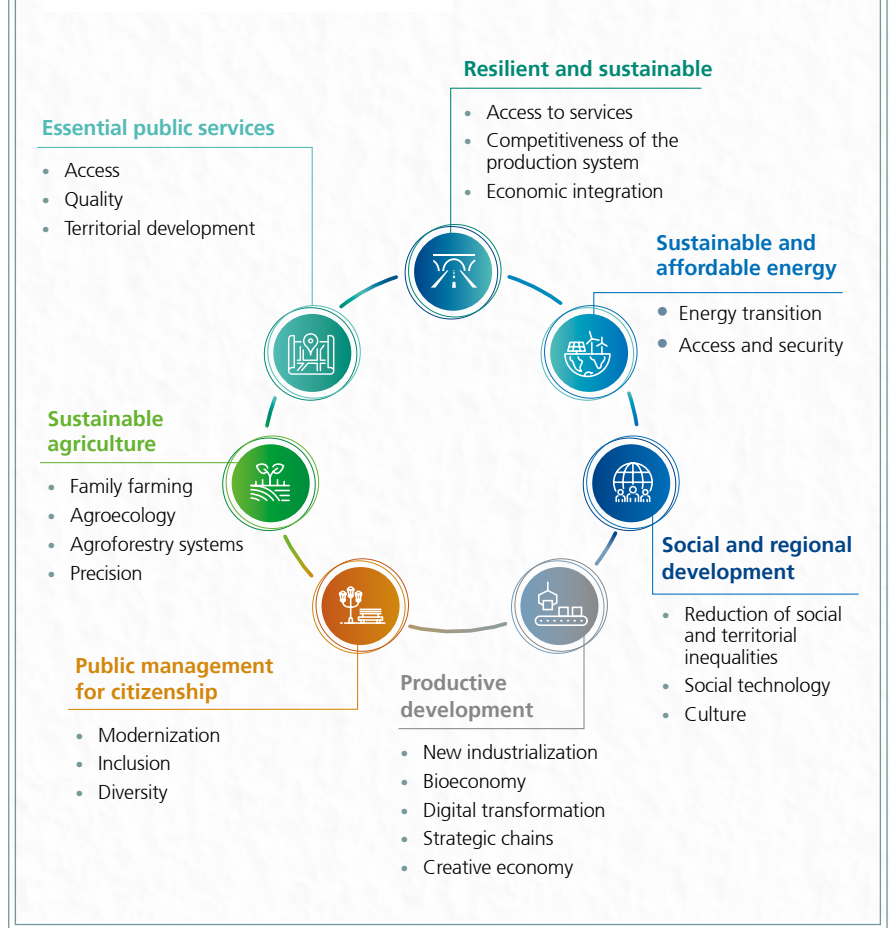 Resilient and sustainable
• Access to services
• Competitiveness of the
production system
• Economic integration
Essential public services
• Access
• Quality
• Territorial development
Sustainable and
affordable energy
• Energy transition
• Access and security
Sustainable
agriculture
• Family farming
• Agroecology
• Agroforestry systems
• Precision
Social and regional
development
• Reduction of social
and territorial
inequalities
• Social technology
• Culture
Public management
for citizenship
• Modernization
• Inclusion
• Diversity
Productive
development
• New industrialization
• Bioeconomy
• Digital transformation
• Strategic chains
• Creative economy